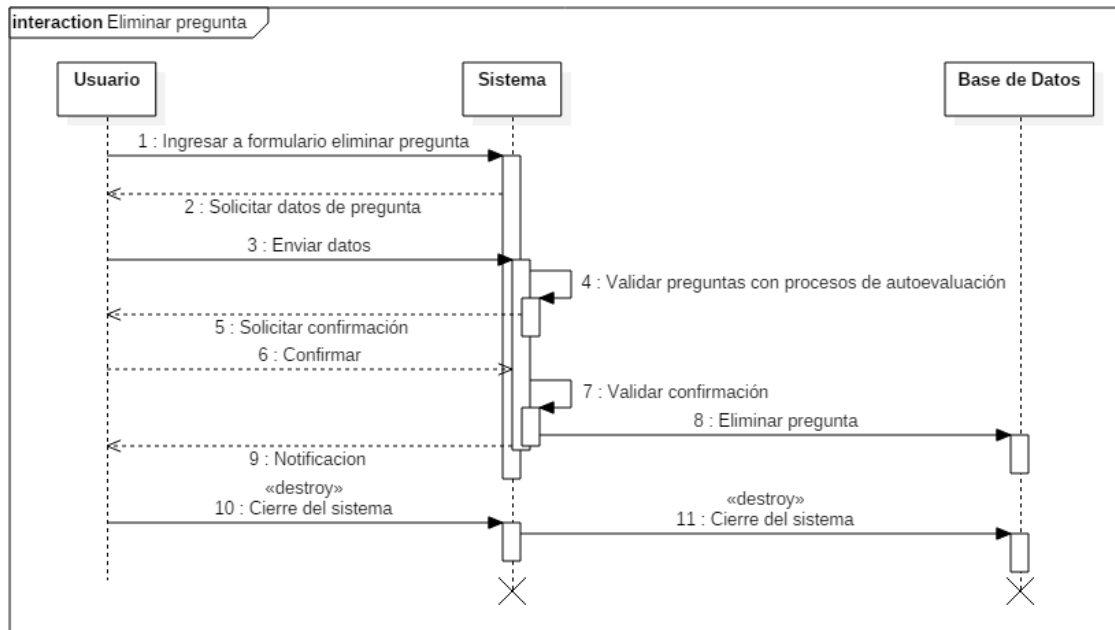 interaction Eliminar pregunta
Usuario
Sistema
Base de Datos
1 : Ingresar a formulario eliminar pregunta
2 : Solicitar datos de pregunta
3 : Enviar datos
4 : Validar preguntas con procesos de autoevaluación
5 : Solicitar confirmación
6 : Confirmar
7 : Validar confirmación
8 : Eliminar pregunta
9 : Notificacion
«destroy»
10 : Cierre del sistema
«destroy»
11 : Cierre del sistema